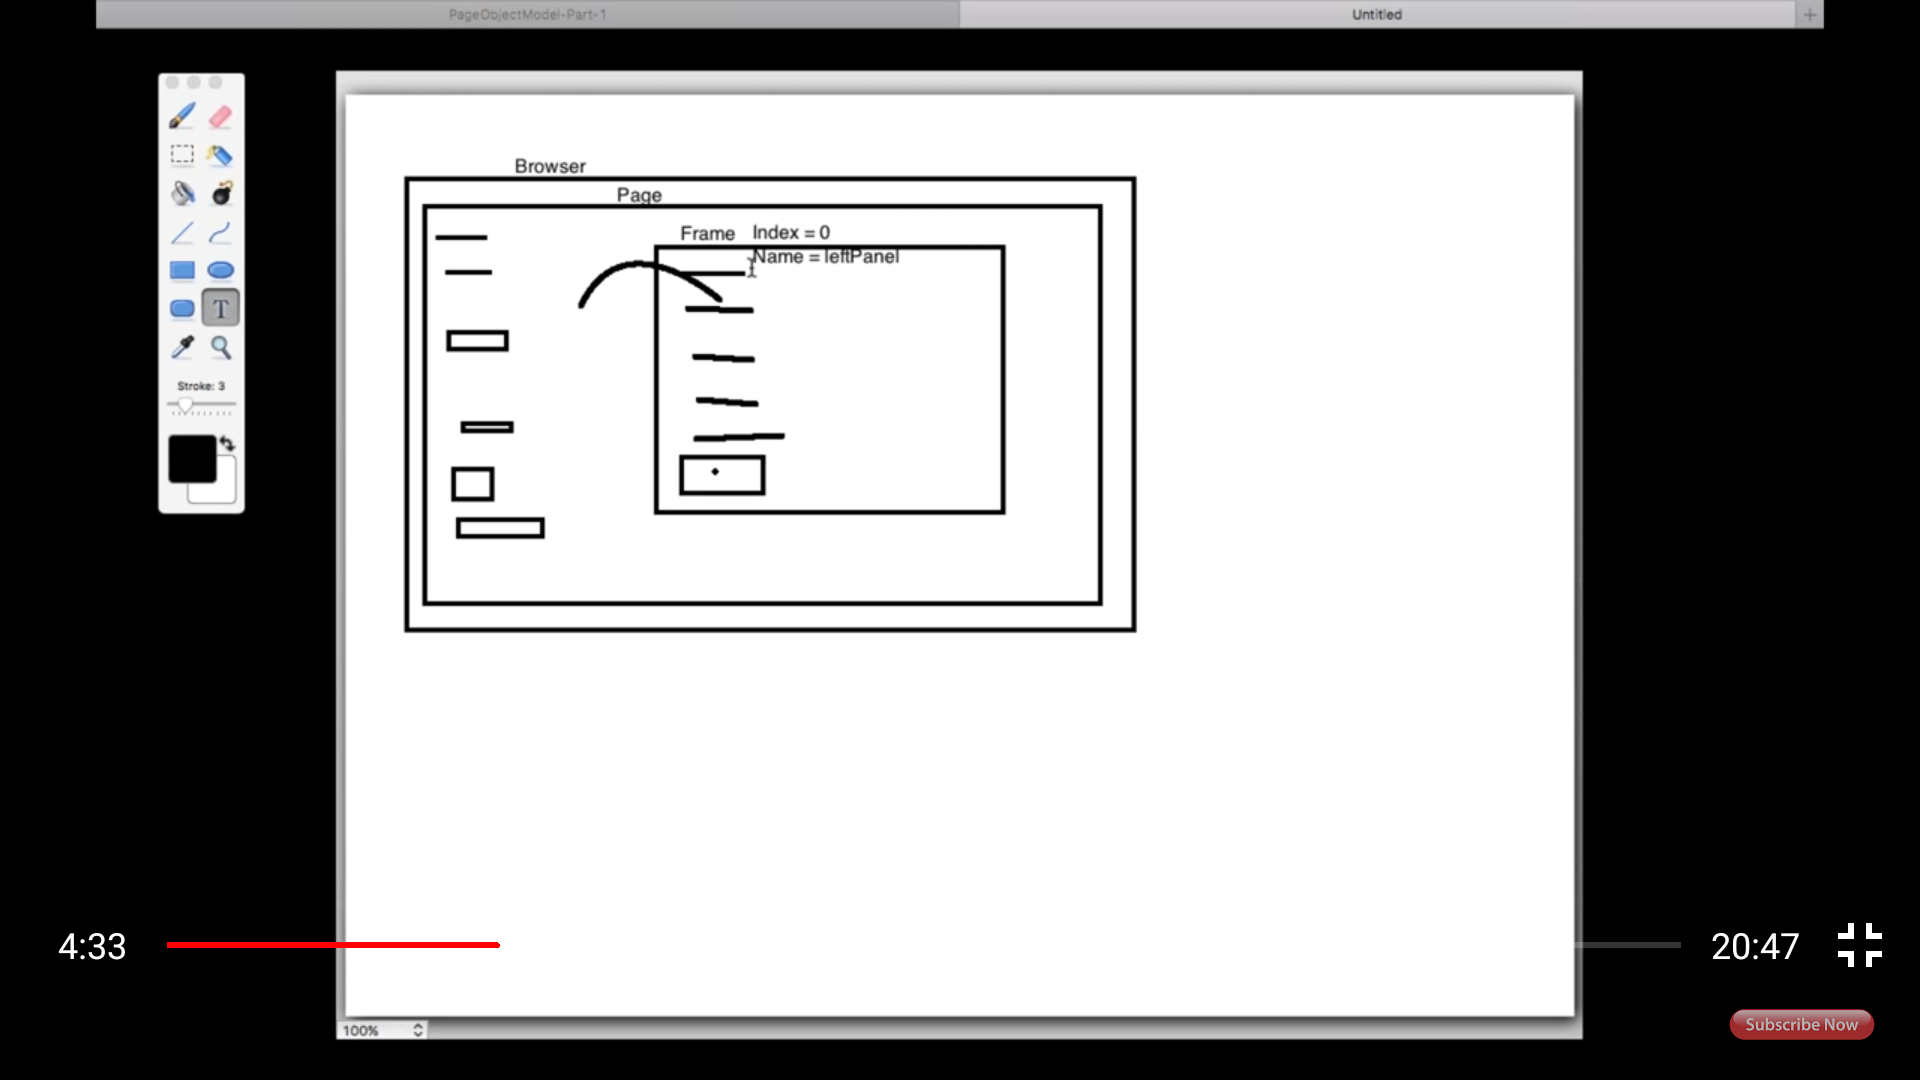 PageObjectModel-Part-1
Untitled
Browser
Page
Frame Index = 0
Name = leftPanel
T
Stroke: 3
4:33
20:47
100%
Subscribe Now